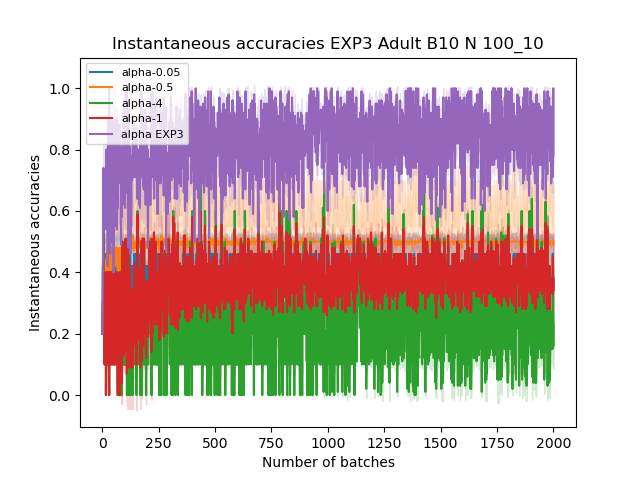 Instantaneous accuracies EXP3 Adult B10 N 100_10
alpha-0.05
alpha-0.5
alpha-4
alpha-1
alpha EXP3
Instantaneous accuracies
1.0
0.8
0.6
0.4
0.2
0.0
0 250 500 750 1000 1250 1500 1750 2000
Number of batches